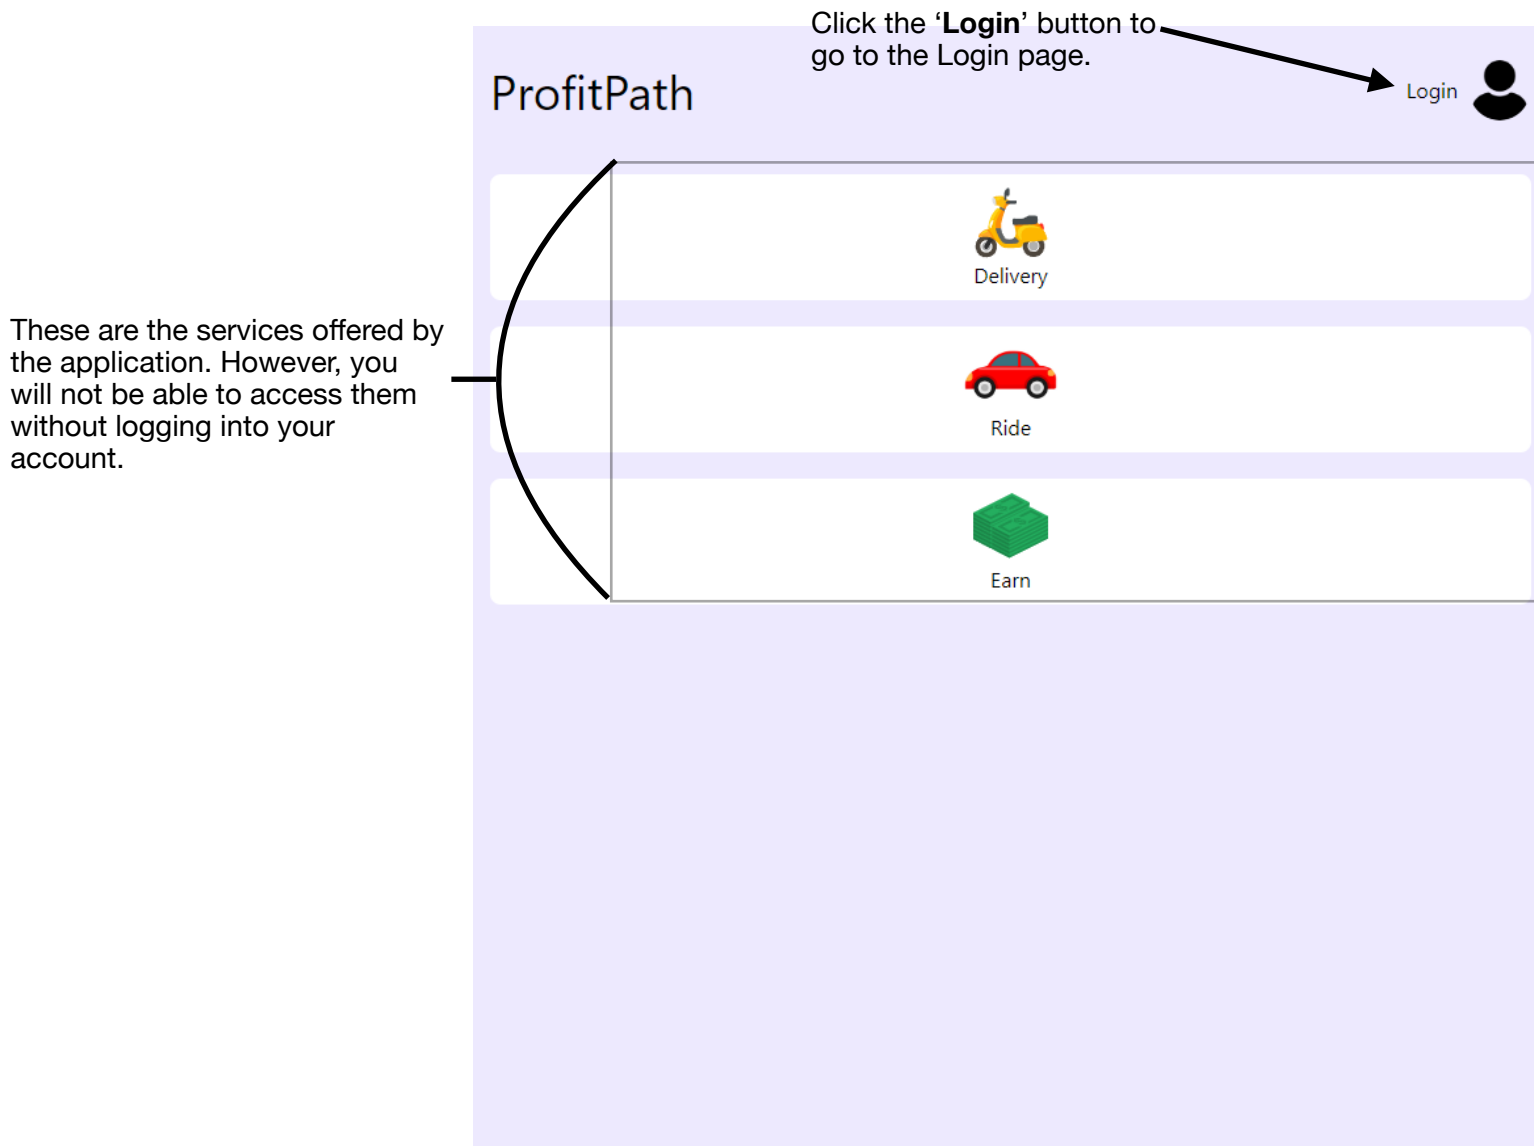 Click the ‘Login’ button to
go to the Login page.
ProfitPath
Login
Delivery
These are the services offered by
the application. However, you
will not be able to access them
without logging into your
account.
Ride
Earn